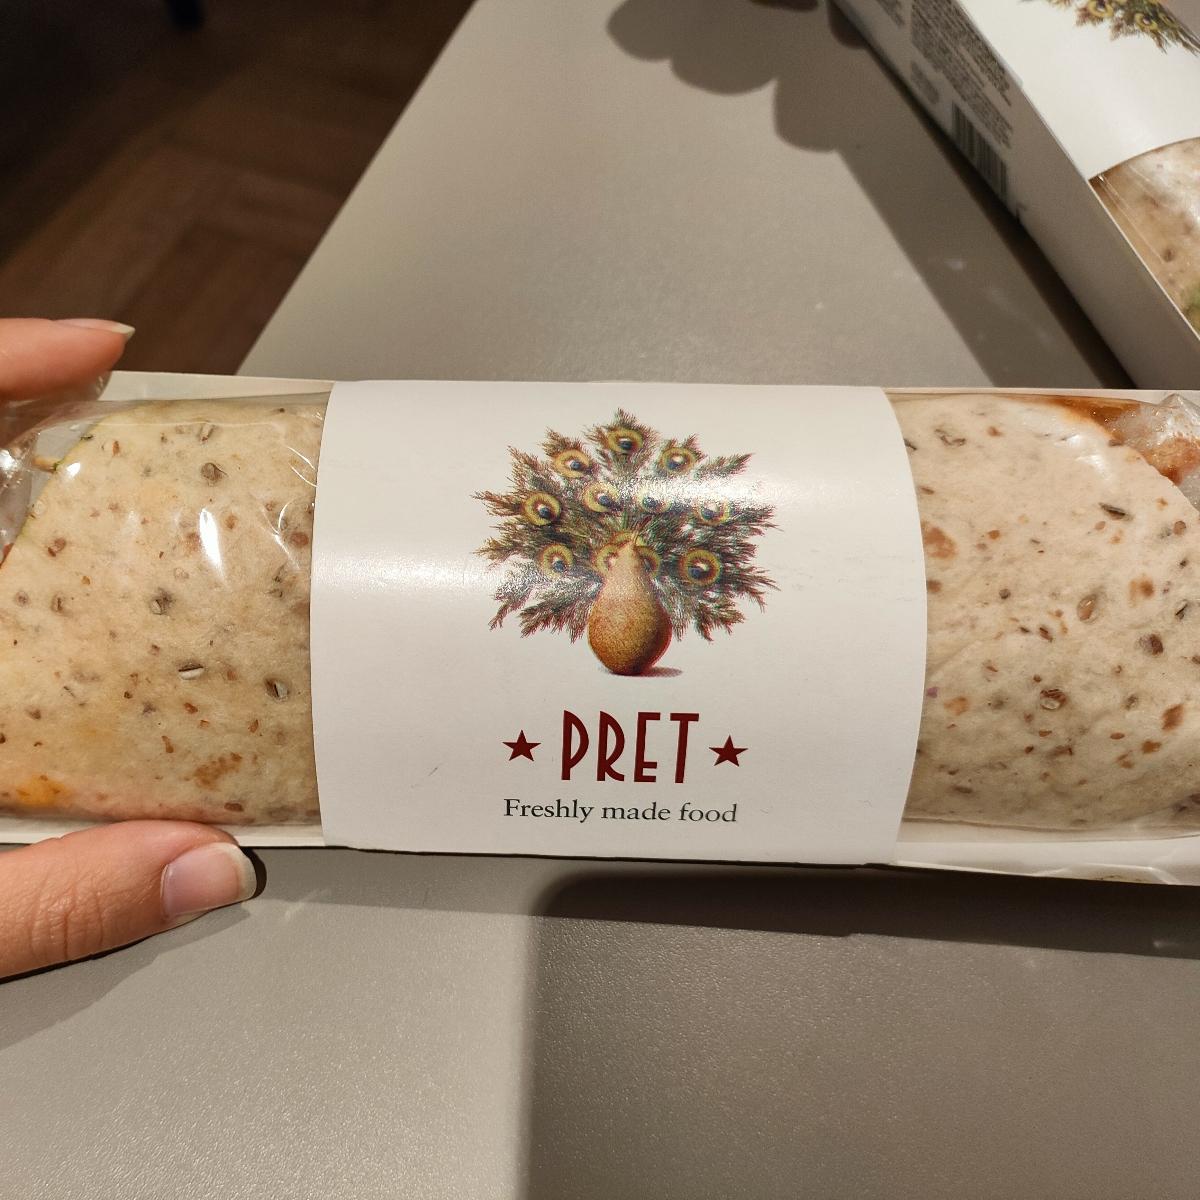 ★ PRET ★
Freshly made food